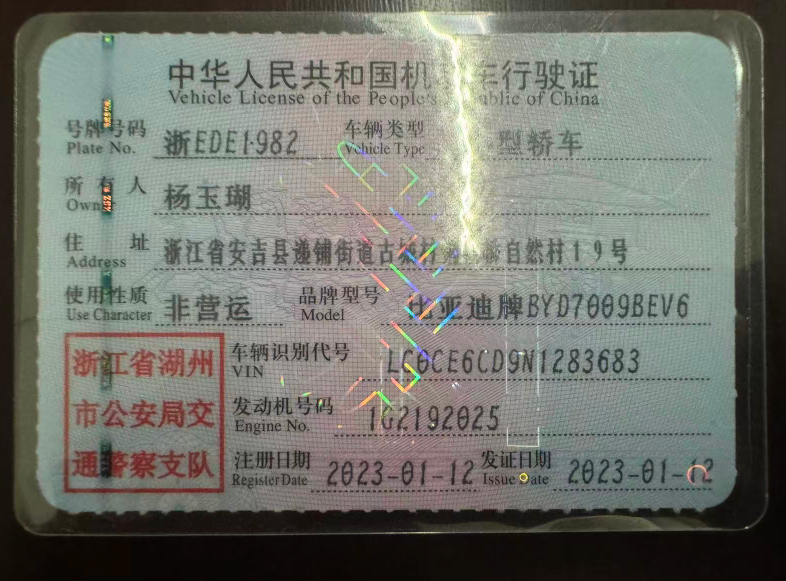 中华人民共和国机 车行驶证
Vehicle License of the People's Republic of China
号牌号码 浙EDE1982 车辆类型 型轿车
Plate No. Vehicle Type
所有人 杨玉瑚
Owner
住址 浙江省安吉县递铺街道古城村 自然村19号
Address
使用性质 非营运 品牌型号 比亚迪牌BYD7009BEV6
Use Character Model
浙江省湖州
市公安局交
通警察支队
车辆识别代号 LC0CE6CD9N1283683
VIN
发动机号码 1G2192025
Engine No.
注册日期 2023-01-12 发证日期 2023-01-12
Register Date Issue Date